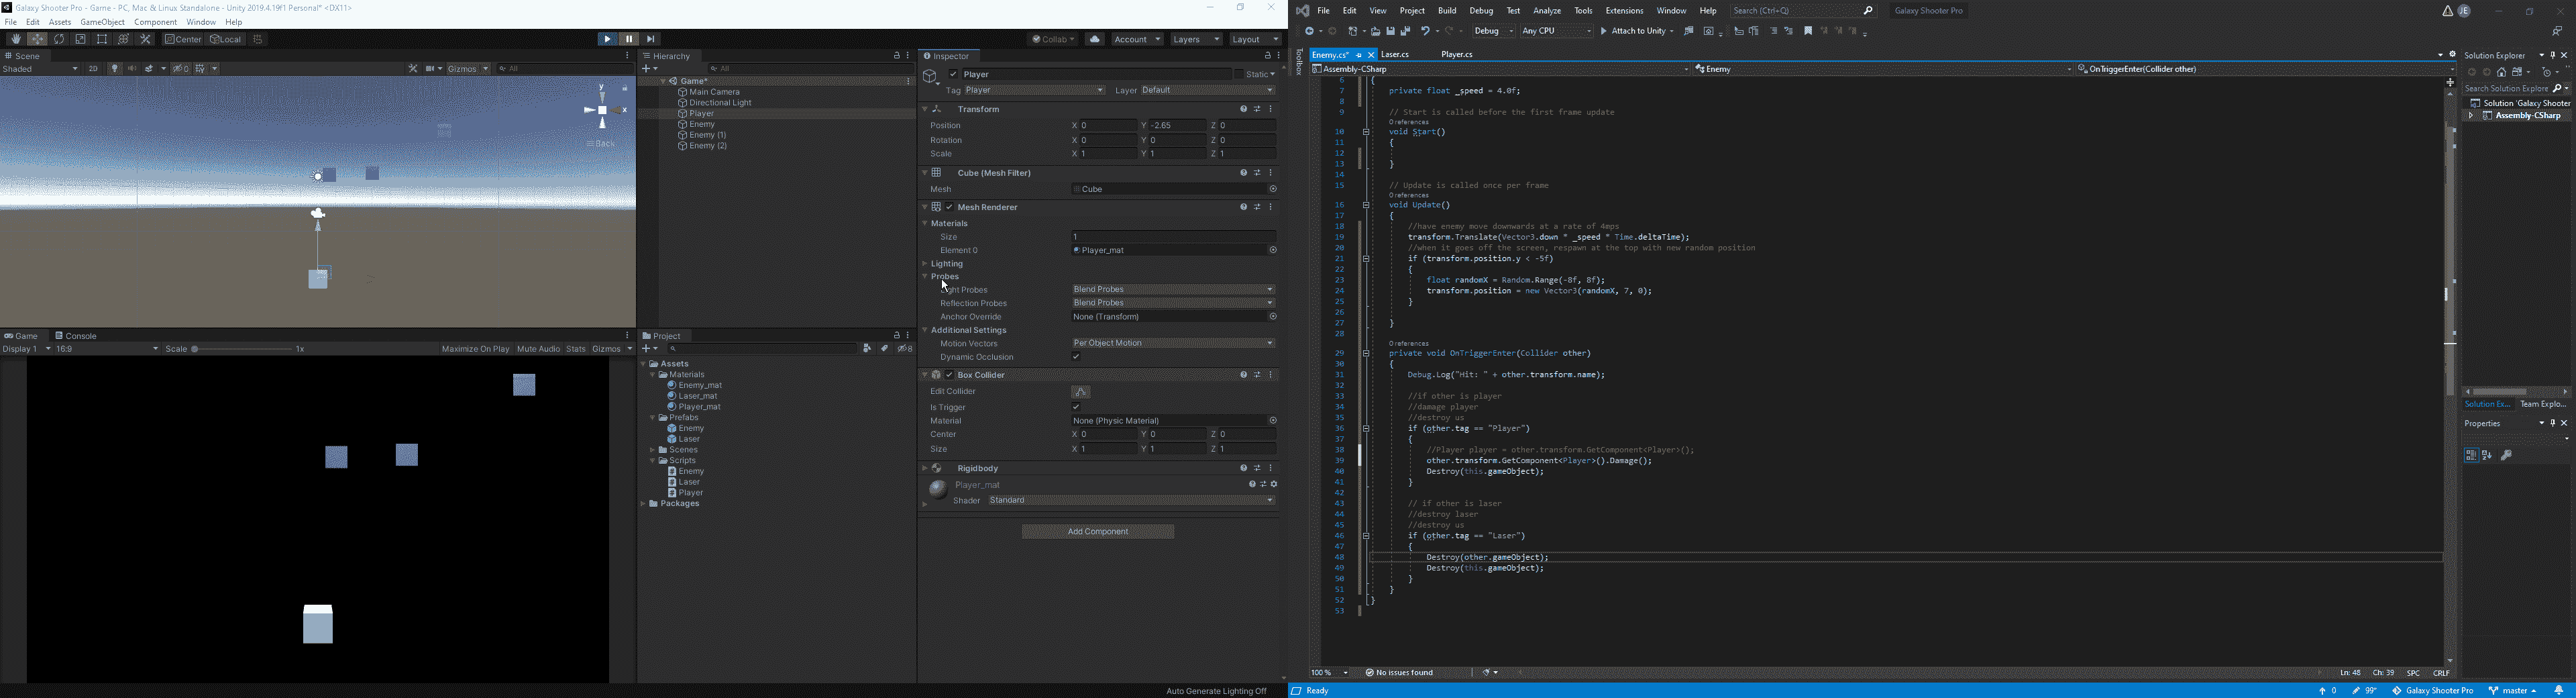 Galaxy Shooter Pro - Game - PC, Mac & Linux Standalone - Unity 2019.4.19f1 Personal* <DX11>
File Edit Assets GameObject Component Window Help
Center Local
Collab Account Layers Layout
Scene
Shaded 2D 0 Gizmos All
y
x
Back
Game Console
Display 1 16:9 Scale 1x Maximize On Play Mute Audio Stats Gizmos
Hierarchy
All
Game*
Main Camera
Directional Light
Player
Enemy
Enemy (1)
Enemy (2)
Project
8
Assets
Materials
Enemy_mat
Laser_mat
Player_mat
Prefabs
Enemy
Laser
Scenes
Scripts
Enemy
Laser
Player
Packages
Inspector
Player Static
Tag Player Layer Default
Transform
Position X 0 Y -2.65 Z 0
Rotation X 0 Y 0 Z 0
Scale X 1 Y 1 Z 1
Cube (Mesh Filter)
Mesh Cube
Mesh Renderer
Materials
Size 1
Element 0 Player_mat
Lighting
Probes
ght Probes Blend Probes
Reflection Probes Blend Probes
Anchor Override None (Transform)
Additional Settings
Motion Vectors Per Object Motion
Dynamic Occlusion
Box Collider
Edit Collider
Is Trigger
Material None (Physic Material)
Center X 0 Y 0 Z 0
Size X 1 Y 1 Z 1
Rigidbody
Player_mat
Shader Standard
Add Component
Auto Generate Lighting Off
File Edit View Project Build Debug Test Analyze Tools Extensions Window Help Search (Ctrl+Q) Galaxy Shooter Pro JE
Debug Any CPU Attach to Unity
Toolbox
Enemy.cs* Laser.cs Player.cs
Assembly-CSharp Enemy OnTriggerEnter(Collider other)
6 {
7 private float _speed = 4.0f;
8
9 // Start is called before the first frame update
0 references
10 void Start()
11 {
12
13 }
14
15 // Update is called once per frame
0 references
16 void Update()
17 {
18 //have enemy move downwards at a rate of 4mps
19 transform.Translate(Vector3.down * _speed * Time.deltaTime);
20 //when it goes off the screen, respawn at the top with new random position
21 if (transform.position.y < -5f)
22 {
23 float randomX = Random.Range(-8f, 8f);
24 transform.position = new Vector3(randomX, 7, 0);
25 }
26
27 }
28
0 references
29 private void OnTriggerEnter(Collider other)
30 {
31 Debug.Log("Hit: " + other.transform.name);
32
33 //if other is player
34 //damage player
35 //destroy us
36 if (other.tag == "Player")
37 {
38 //Player player = other.transform.GetComponent<Player>();
39 other.transform.GetComponent<Player>().Damage();
40 Destroy(this.gameObject);
41 }
42
43 // if other is laser
44 //destroy laser
45 //destroy us
46 if (other.tag == "Laser")
47 {
48 Destroy(other.gameObject);
49 Destroy(this.gameObject);
50 }
51 }
52 }
53
100 % No issues found Ln: 48 Ch: 39 SPC CRLF
Solution Explorer
Search Solution Explore
Solution 'Galaxy Shooter
Assembly-CSharp
Solution Ex... Team Explo...
Properties
Ready 0 99+ Galaxy Shooter Pro master